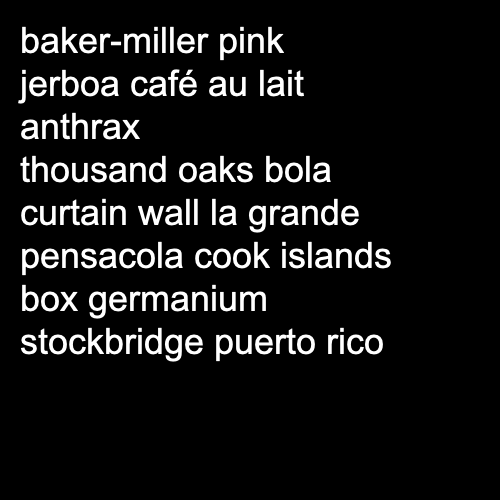 baker-miller pink
jerboa café au lait
anthrax
thousand oaks bola
curtain wall la grande
pensacola cook islands
box germanium
stockbridge puerto rico